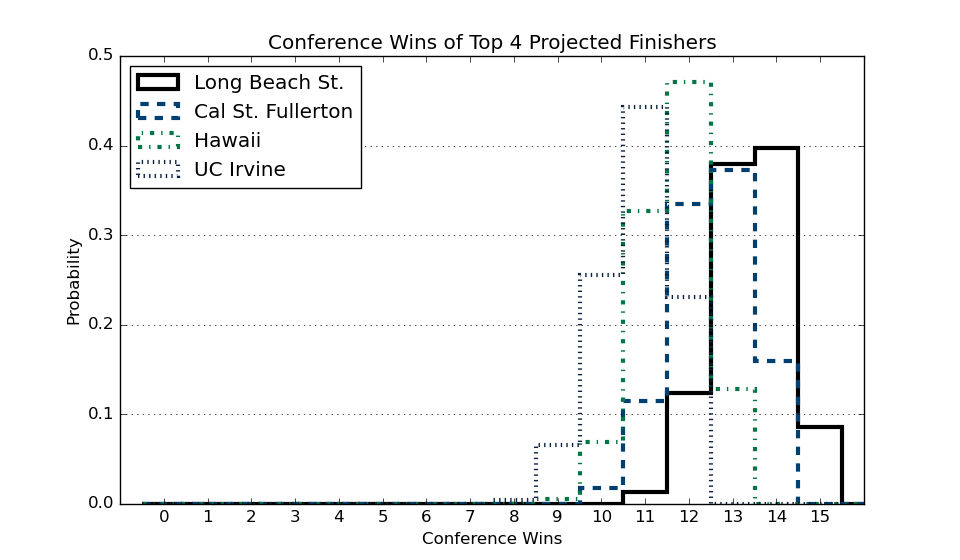 Conference Wins of Top 4 Projected Finishers
0.5
0.4
0.3
0.2
0.1
0.0
Probability
Long Beach St.
Cal St. Fullerton
Hawaii
UC Irvine
0 1 2 3 4 5 6 7 8 9 10 11 12 13 14 15
Conference Wins